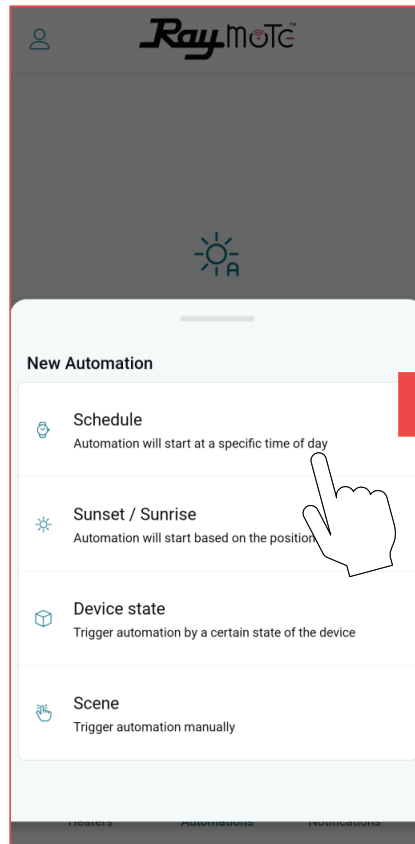 Raymote™
A
New Automation
Schedule
Automation will start at a specific time of day
Sunset / Sunrise
Automation will start based on the position
Device state
Trigger automation by a certain state of the device
Scene
Trigger automation manually
Heaters Automations Notifications